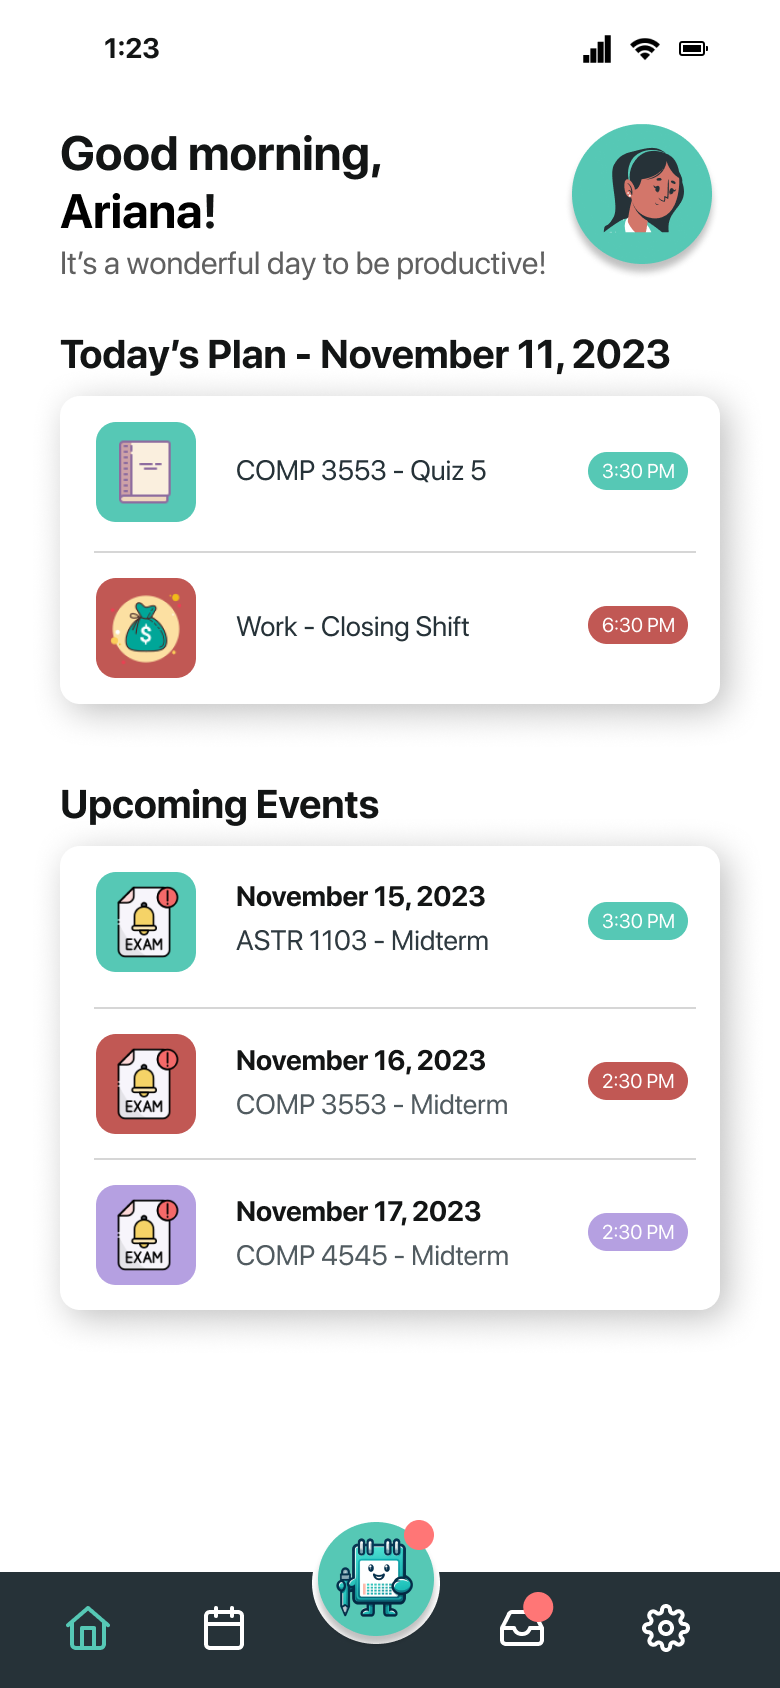 1:23
Good morning,
Ariana!
It's a wonderful day to be productive!
Today's Plan - November 11, 2023
COMP 3553 - Quiz 5
3:30 PM
$
Work - Closing Shift
6:30 PM
Upcoming Events
November 15, 2023
ASTR 1103 - Midterm
3:30 PM
! EXAM
November 16, 2023
COMP 3553 - Midterm
2:30 PM
! EXAM
November 17, 2023
COMP 4545 - Midterm
2:30 PM
! EXAM